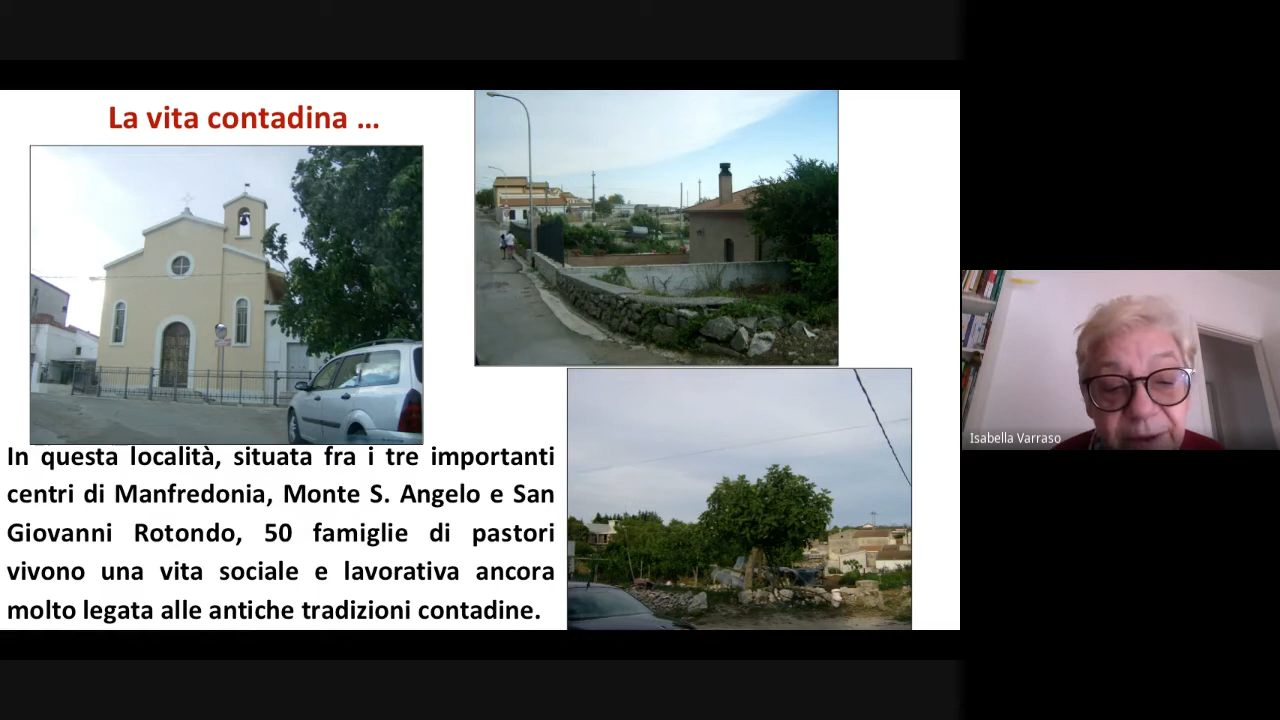 La vita contadina ...
In questa località, situata fra i tre importanti
centri di Manfredonia, Monte S. Angelo e San
Giovanni Rotondo, 50 famiglie di pastori
vivono una vita sociale e lavorativa ancora
molto legata alle antiche tradizioni contadine.
Isabella Varraso